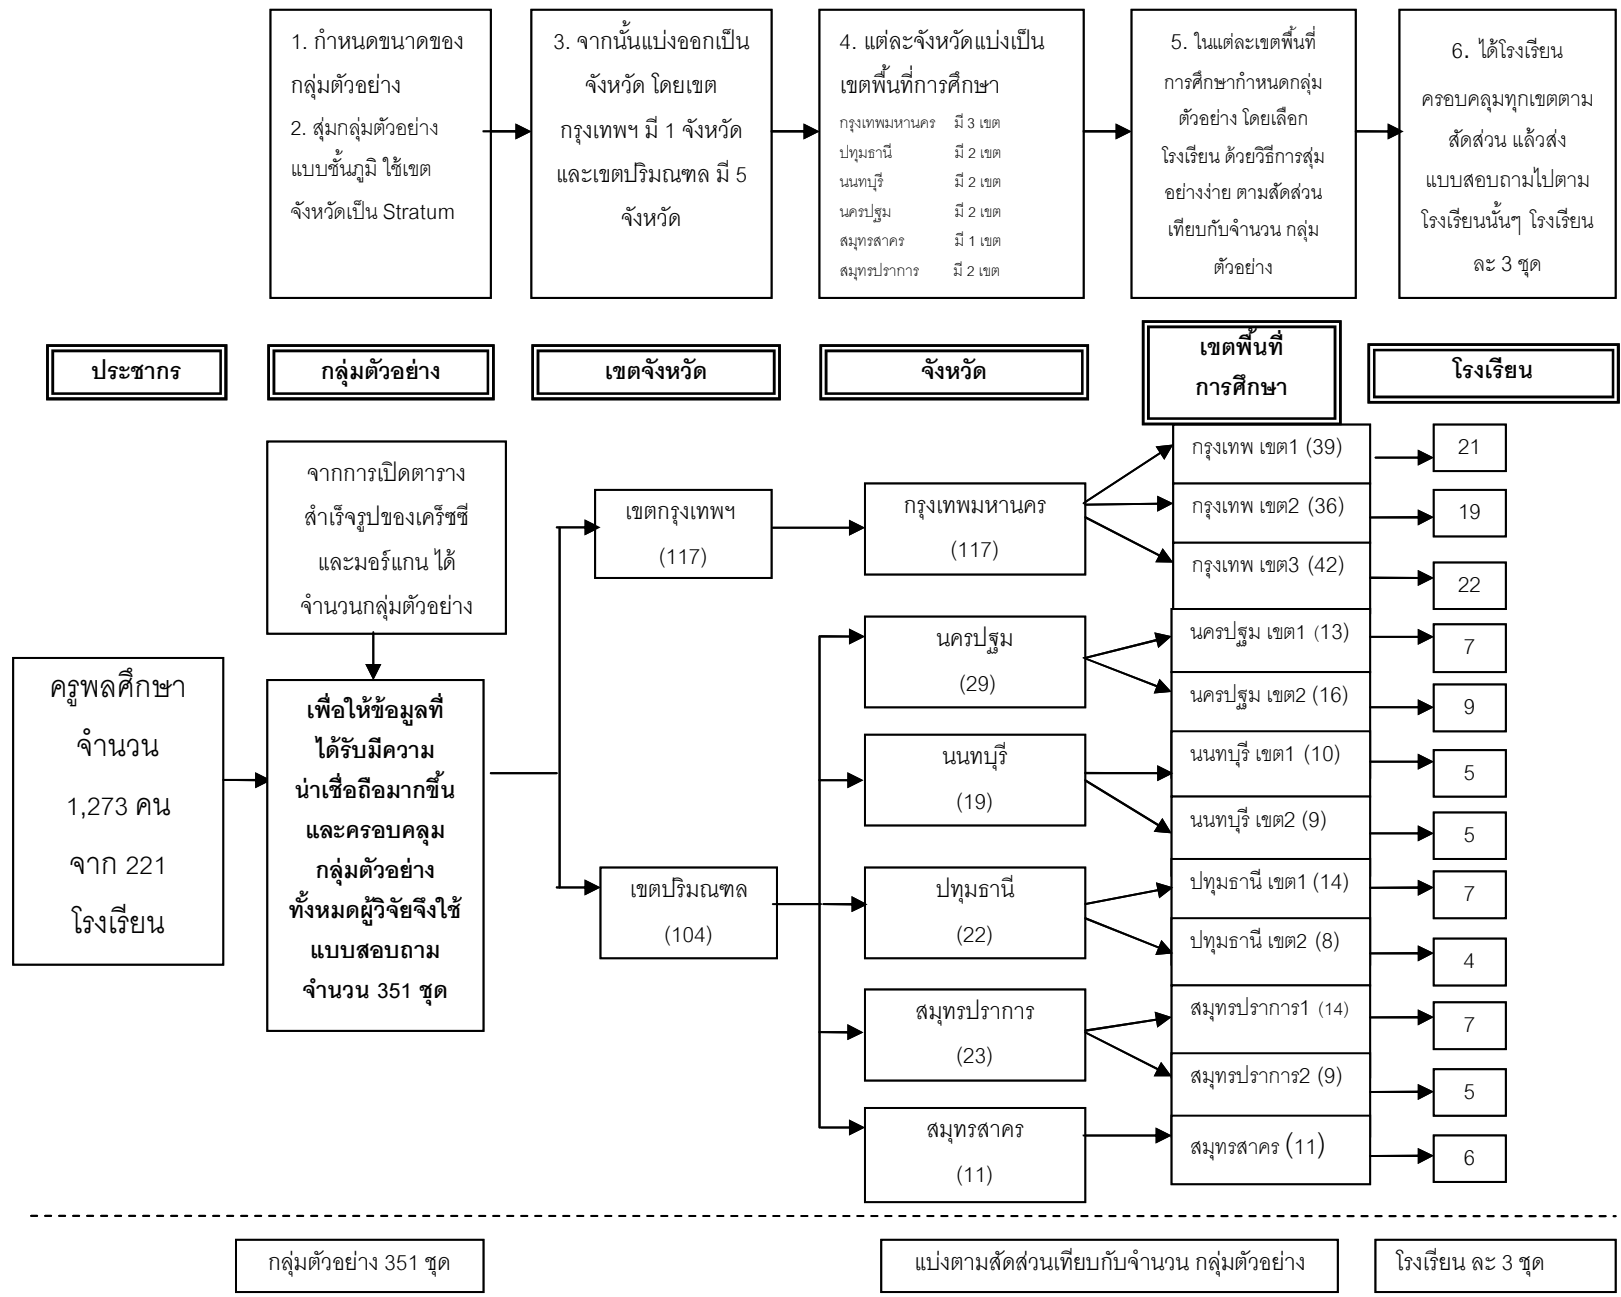 1. กำหนดขนาดของ
กลุ่มตัวอย่าง
2. สุ่มกลุ่มตัวอย่าง
แบบชั้นภูมิ ใช้เขต
จังหวัดเป็น Stratum
3. จากนั้นแบ่งออกเป็น
จังหวัด โดยเขต
กรุงเทพฯ มี 1 จังหวัด
และเขตปริมณฑล มี 5
จังหวัด
4. แต่ละจังหวัดแบ่งเป็น
เขตพื้นที่การศึกษา
กรุงเทพมหานคร มี 3 เขต
ปทุมธานี มี 2 เขต
นนทบุรี มี 2 เขต
นครปฐม มี 2 เขต
สมุทรสาคร มี 1 เขต
สมุทรปราการ มี 2 เขต
5. ในแต่ละเขตพื้นที่
การศึกษากำหนดกลุ่ม
ตัวอย่าง โดยเลือก
โรงเรียน ด้วยวิธีการสุ่ม
อย่างง่าย ตามสัดส่วน
เทียบกับจำนวน กลุ่ม
ตัวอย่าง
6. ได้โรงเรียน
ครอบคลุมทุกเขตตาม
สัดส่วน แล้วส่ง
แบบสอบถามไปตาม
โรงเรียนนั้นๆ โรงเรียน
ละ 3 ชุด
ประชากร
กลุ่มตัวอย่าง
เขตจังหวัด
จังหวัด
เขตพื้นที่
การศึกษา
โรงเรียน
ครูพลศึกษา
จำนวน
1,273 คน
จาก 221
โรงเรียน
จากการเปิดตาราง
สำเร็จรูปของเคร็ซซี่
และมอร์แกน ได้
จำนวนกลุ่มตัวอย่าง
เพื่อให้ข้อมูลที่
ได้รับมีความ
น่าเชื่อถือมากขึ้น
และครอบคลุม
กลุ่มตัวอย่าง
ทั้งหมดผู้วิจัยจึงใช้
แบบสอบถาม
จำนวน 351 ชุด
เขตกรุงเทพฯ
(117)
เขตปริมณฑล
(104)
กรุงเทพมหานคร
(117)
นครปฐม
(29)
นนทบุรี
(19)
ปทุมธานี
(22)
สมุทรปราการ
(23)
สมุทรสาคร
(11)
กรุงเทพ เขต1 (39)
21
กรุงเทพ เขต2 (36)
19
กรุงเทพ เขต3 (42)
22
นครปฐม เขต1 (13)
7
นครปฐม เขต2 (16)
9
นนทบุรี เขต1 (10)
5
นนทบุรี เขต2 (9)
5
ปทุมธานี เขต1 (14)
7
ปทุมธานี เขต2 (8)
4
สมุทรปราการ1 (14)
7
สมุทรปราการ2 (9)
5
สมุทรสาคร (11)
6
กลุ่มตัวอย่าง 351 ชุด
แบ่งตามสัดส่วนเทียบกับจำนวน กลุ่มตัวอย่าง
โรงเรียน ละ 3 ชุด